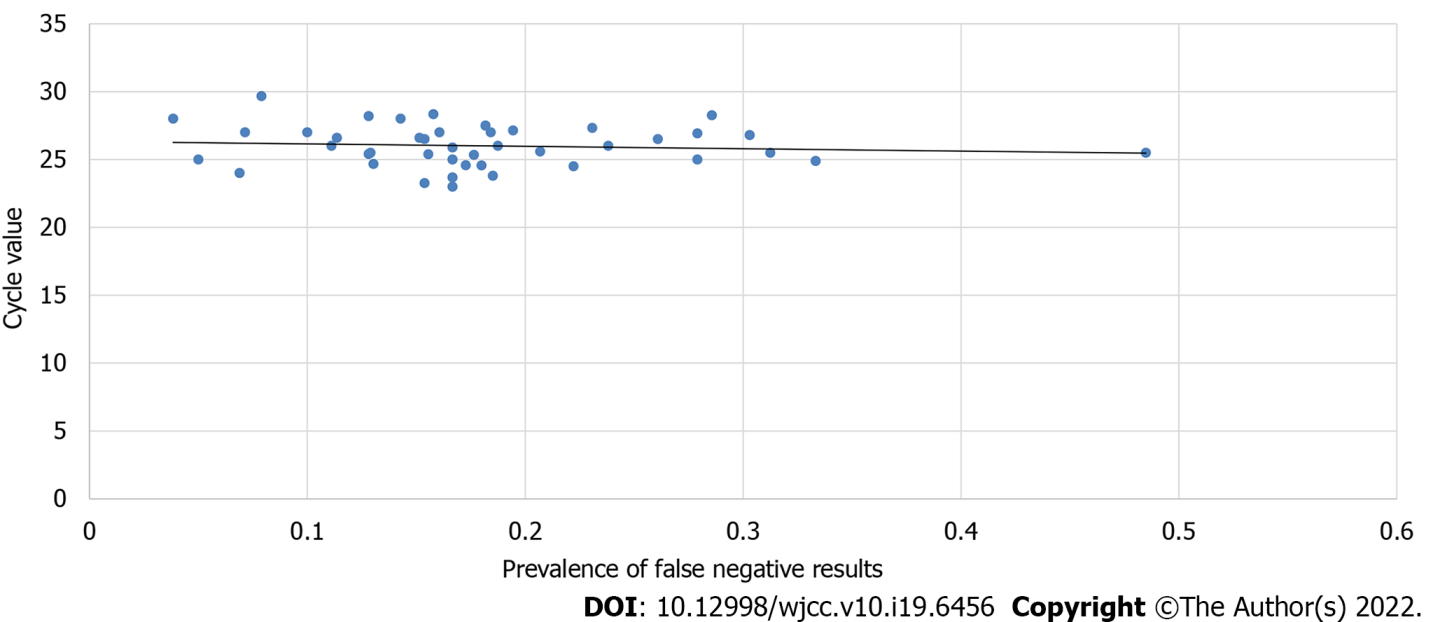 35
30
25
20
15
10
5
0
Cycle value
0 0.1 0.2 0.3 0.4 0.5 0.6
Prevalence of false negative results
DOI: 10.12998/wjcc.v10.i19.6456 Copyright ©The Author(s) 2022.